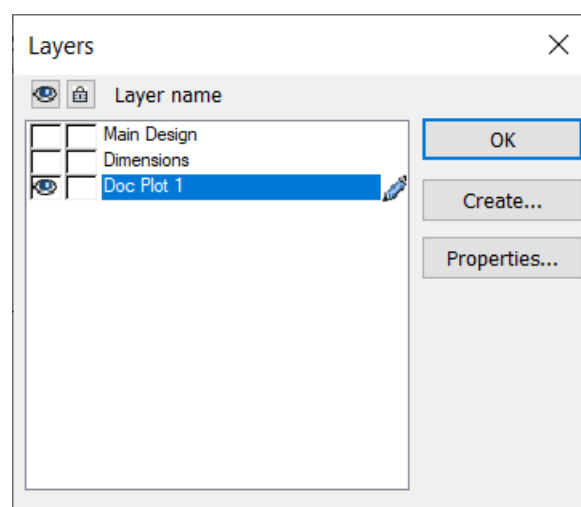 Layers
Layer name
Main Design
Dimensions
Doc Plot 1
OK
Create...
Properties...